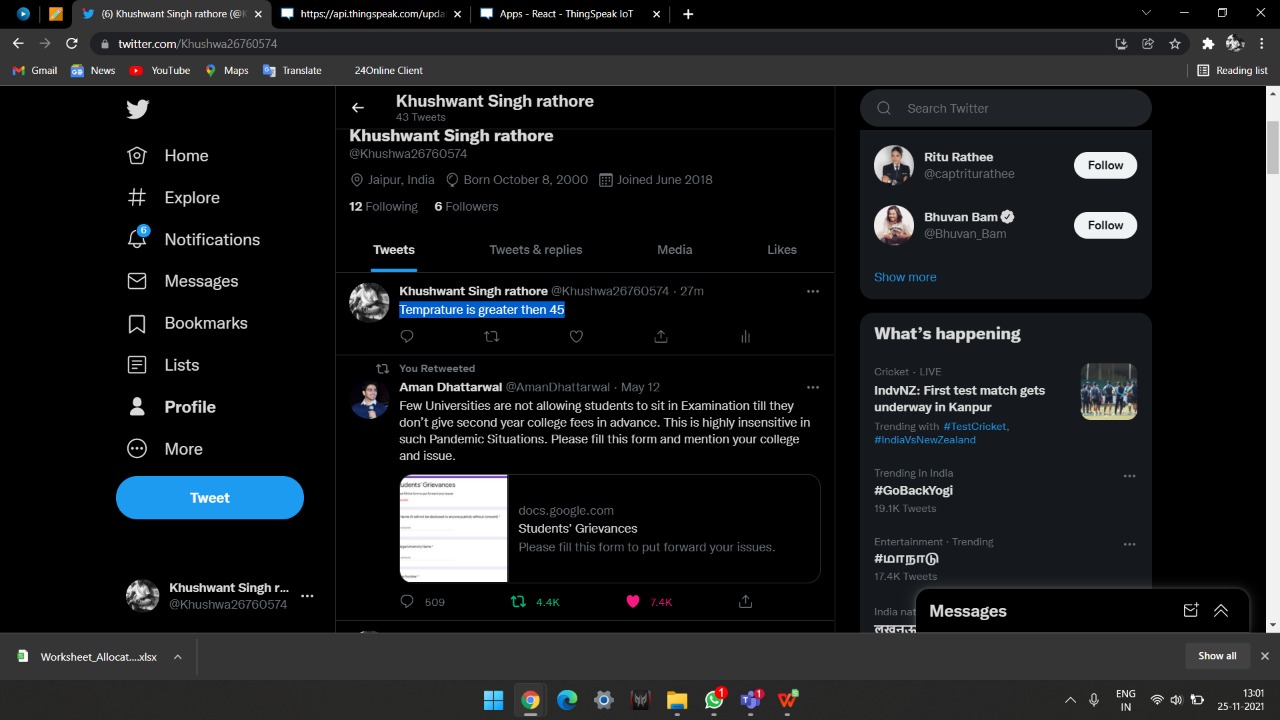 (6) Khushwant Singh rathore (@K
https://api.thingspeak.com/upda
Apps - React - ThingSpeak IoT
twitter.com/Khushwa26760574
Gmail
News
YouTube
Maps
Translate
24Online Client
Reading list
Khushwant Singh rathore
43 Tweets
Khushwant Singh rathore
@Khushwa26760574
Jaipur, India Born October 8, 2000 Joined June 2018
12 Following 6 Followers
Tweets Tweets & replies Media Likes
Khushwant Singh rathore @Khushwa26760574 · 27m
Temprature is greater then 45
You Retweeted
Aman Dhattarwal @AmanDhattarwal · May 12
Few Universities are not allowing students to sit in Examination till they
don't give second year college fees in advance. This is highly insensitive in
such Pandemic Situations. Please fill this form and mention your college
and issue.
udents' Grievances
docs.google.com
Students' Grievances
Please fill this form to put forward your issues.
509 4.4K 7.4K
Home
Explore
6
Notifications
Messages
Bookmarks
Lists
Profile
More
Tweet
Khushwant Singh r...
@Khushwa26760574
Search Twitter
Ritu Rathee
@captriturathee
Follow
Bhuvan Bam
@Bhuvan_Bam
Follow
Show more
What's happening
Cricket · LIVE
IndvNZ: First test match gets
underway in Kanpur
Trending with #TestCricket,
#IndiaVsNewZealand
Trending in India
#GoBackYogi
19.1K Tweets
Entertainment · Trending
#மாநாடு
17.4K Tweets
India nat
लखनऊ
Messages
Worksheet_Allocat....xlsx
Show all
1
1
ENG
IN
13:01
25-11-2021